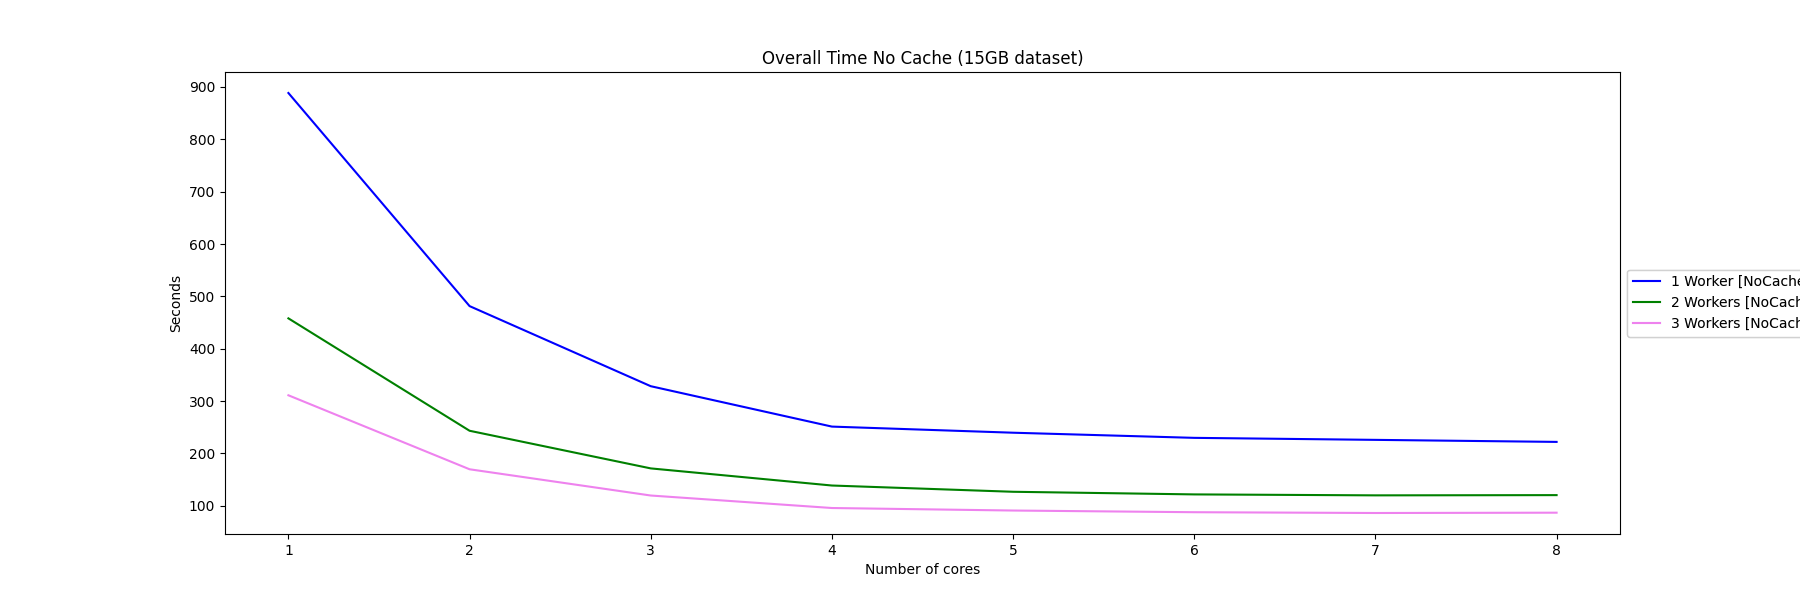 Overall Time No Cache (15GB dataset)
900
800
700
600
500
400
300
200
100
Seconds
1 2 3 4 5 6 7 8
Number of cores
1 Worker [NoCache
2 Workers [NoCach
3 Workers [NoCach